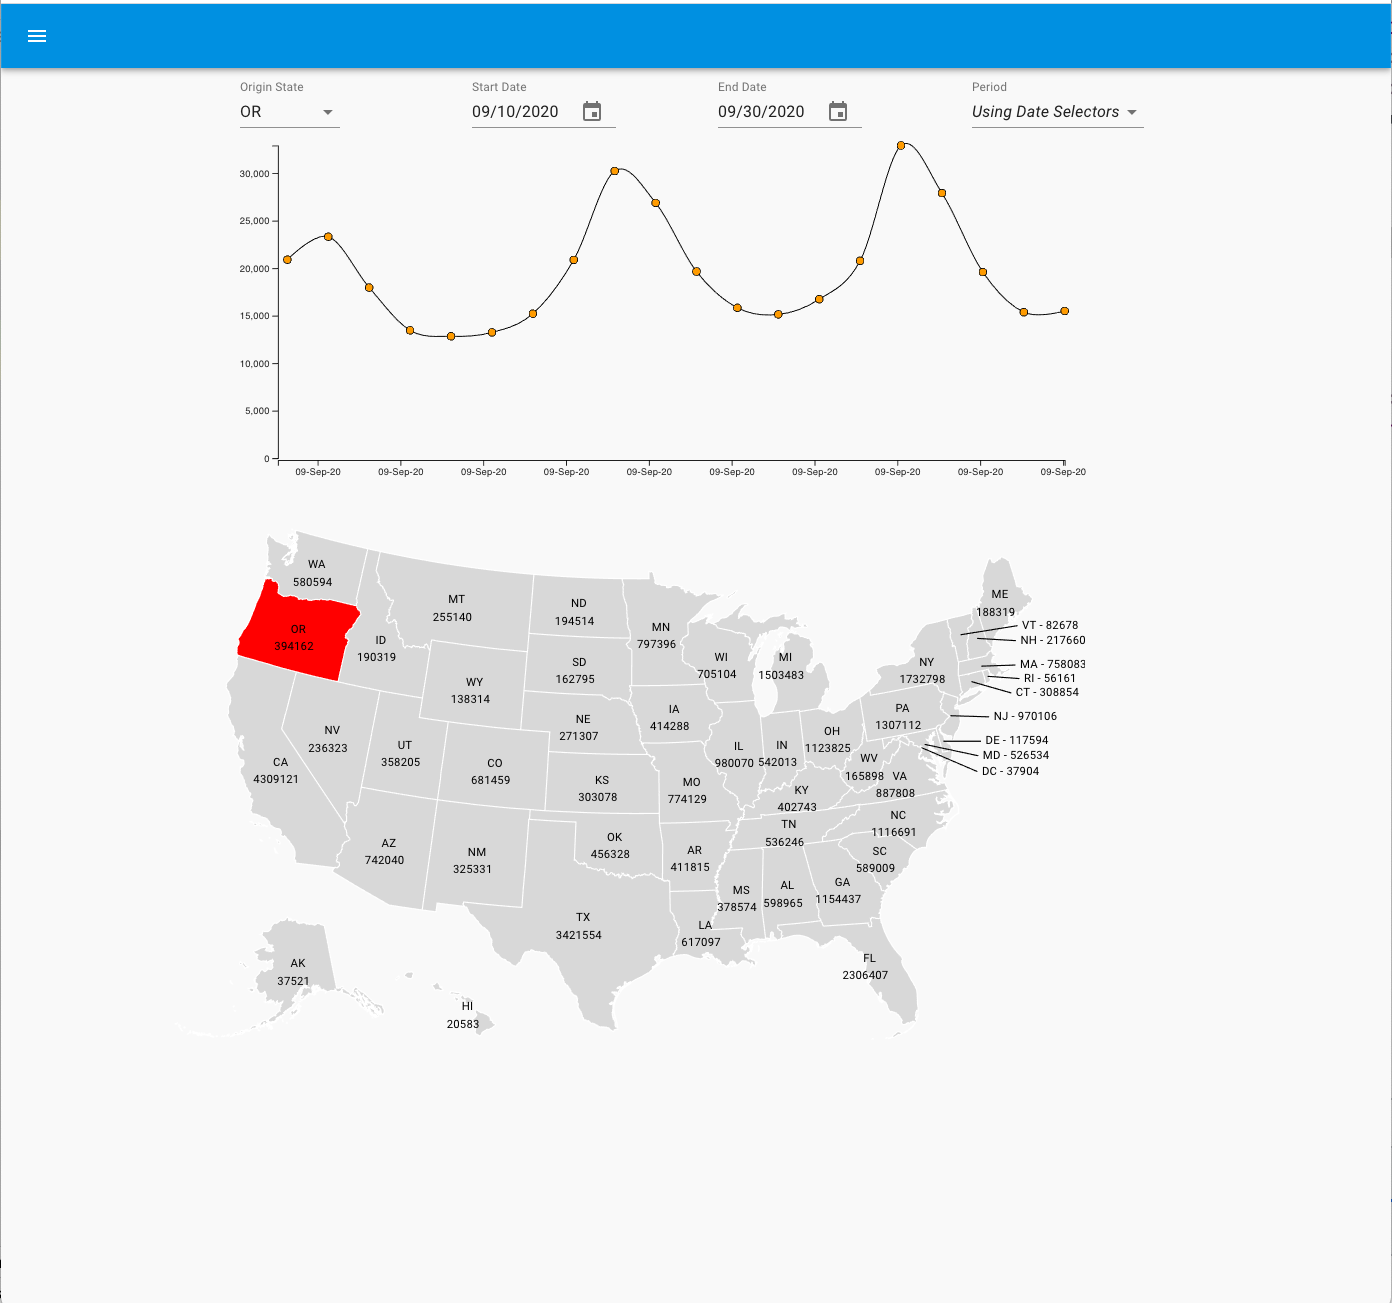 Origin State
OR
Start Date
09/10/2020
End Date
09/30/2020
Period
Using Date Selectors
30,000
25,000
20,000
15,000
10,000
5,000
0
09-Sep-20 09-Sep-20 09-Sep-20 09-Sep-20 09-Sep-20 09-Sep-20 09-Sep-20 09-Sep-20 09-Sep-20 09-Sep-20
WA
580594
OR
394162
ID
190319
MT
255140
ND
194514
MN
797396
WI
705104
MI
1503483
ME
188319
VT - 82678
NH - 217660
MA - 758083
RI - 56161
CT - 308854
NY
1732798
PA
1307112
NJ - 970106
DE - 117594
MD - 526534
DC - 37904
SD
162795
WY
138314
NE
271307
IA
414288
IL
980070
IN
542013
OH
1123825
WV
165898
VA
887808
NV
236323
UT
358205
CA
4309121
CO
681459
KS
303078
MO
774129
KY
402743
TN
536246
NC
1116691
SC
589009
AZ
742040
NM
325331
OK
456328
AR
411815
MS
378574
AL
598965
GA
1154437
TX
3421554
LA
617097
FL
2306407
AK
37521
HI
20583